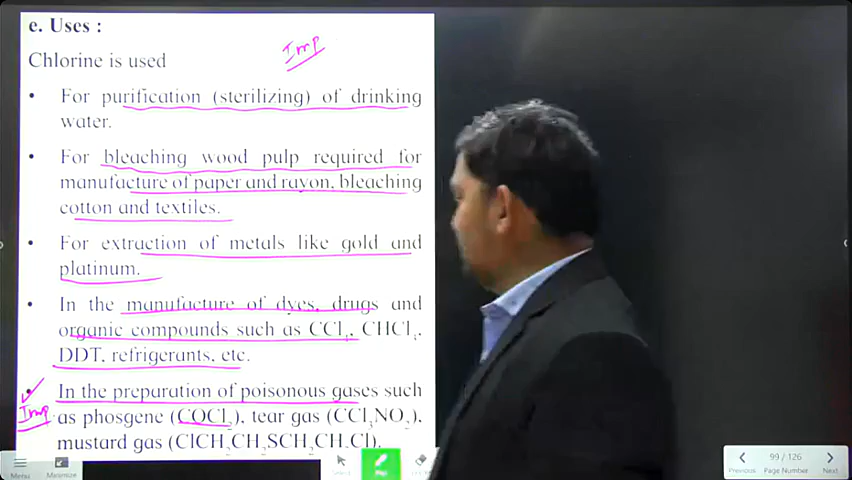 e. Uses :
Imp
Chlorine is used
• For purification (sterilizing) of drinking
water.
• For bleaching wood pulp required for
manufacture of paper and rayon, bleaching
cotton and textiles.
• For extraction of metals like gold and
platinum.
• In the manufacture of dyes, drugs and
organic compounds such as CCl₄, CHCl₃,
DDT, refrigerants, etc.
• In the preparation of poisonous gases such
Imp
as phosgene (COCl₂), tear gas (CCl₃NO₂),
mustard gas (ClCH₂CH₂SCH₂CH₂Cl).
Menu
Minimize
Select
Pen
99 / 126
Previous Page Number Next